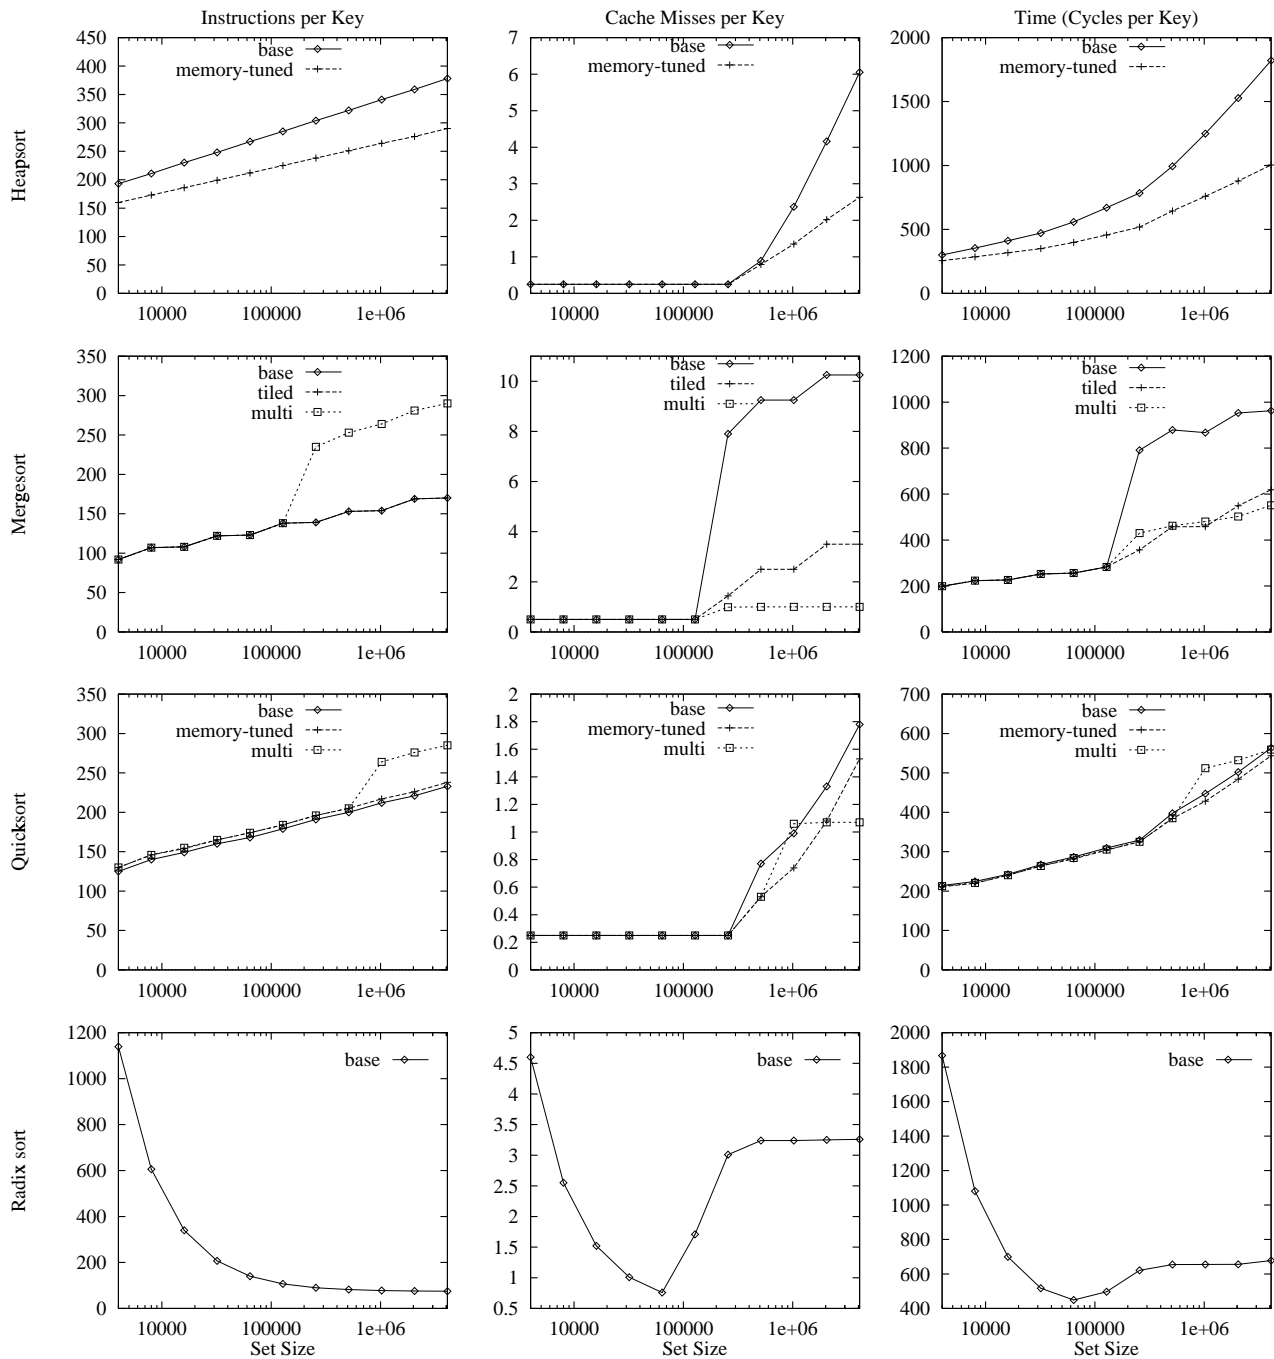 Instructions per Key
Cache Misses per Key
Time (Cycles per Key)
Heapsort
450
400
350
300
250
200
150
100
50
0
base
memory-tuned
10000 100000 1e+06
7
6
5
4
3
2
1
0
base
memory-tuned
10000 100000 1e+06
2000
1500
1000
500
0
base
memory-tuned
10000 100000 1e+06
Mergesort
350
300
250
200
150
100
50
0
base
tiled
multi
10000 100000 1e+06
10
8
6
4
2
0
base
tiled
multi
10000 100000 1e+06
1200
1000
800
600
400
200
0
base
tiled
multi
10000 100000 1e+06
Quicksort
350
300
250
200
150
100
50
0
base
memory-tuned
multi
10000 100000 1e+06
2
1.8
1.6
1.4
1.2
1
0.8
0.6
0.4
0.2
0
base
memory-tuned
multi
10000 100000 1e+06
700
600
500
400
300
200
100
0
base
memory-tuned
multi
10000 100000 1e+06
Radix sort
1200
1000
800
600
400
200
0
base
10000 100000 1e+06
Set Size
5
4.5
4
3.5
3
2.5
2
1.5
1
0.5
base
10000 100000 1e+06
Set Size
2000
1800
1600
1400
1200
1000
800
600
400
base
10000 100000 1e+06
Set Size